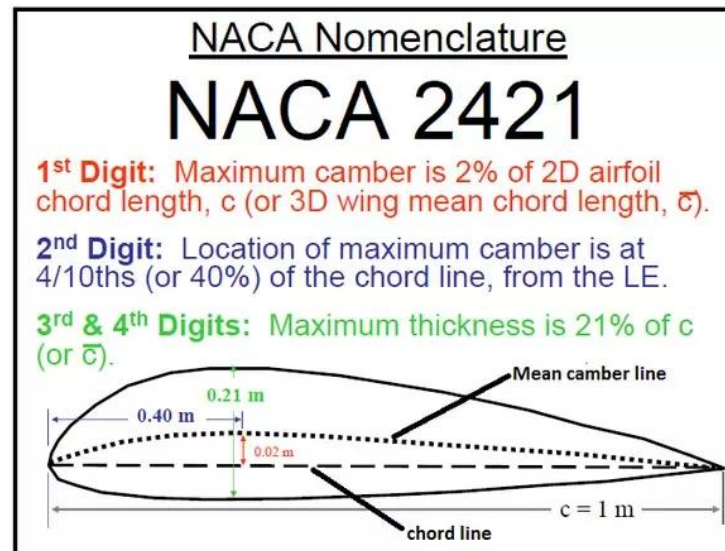 NACA Nomenclature
NACA 2421
1st Digit: Maximum camber is 2% of 2D airfoil
chord length, c (or 3D wing mean chord length, c̅).
2nd Digit: Location of maximum camber is at
4/10ths (or 40%) of the chord line, from the LE.
3rd & 4th Digits: Maximum thickness is 21% of c
(or c̅).
Mean camber line
0.21 m
0.40 m
0.02 m
c = 1 m
chord line